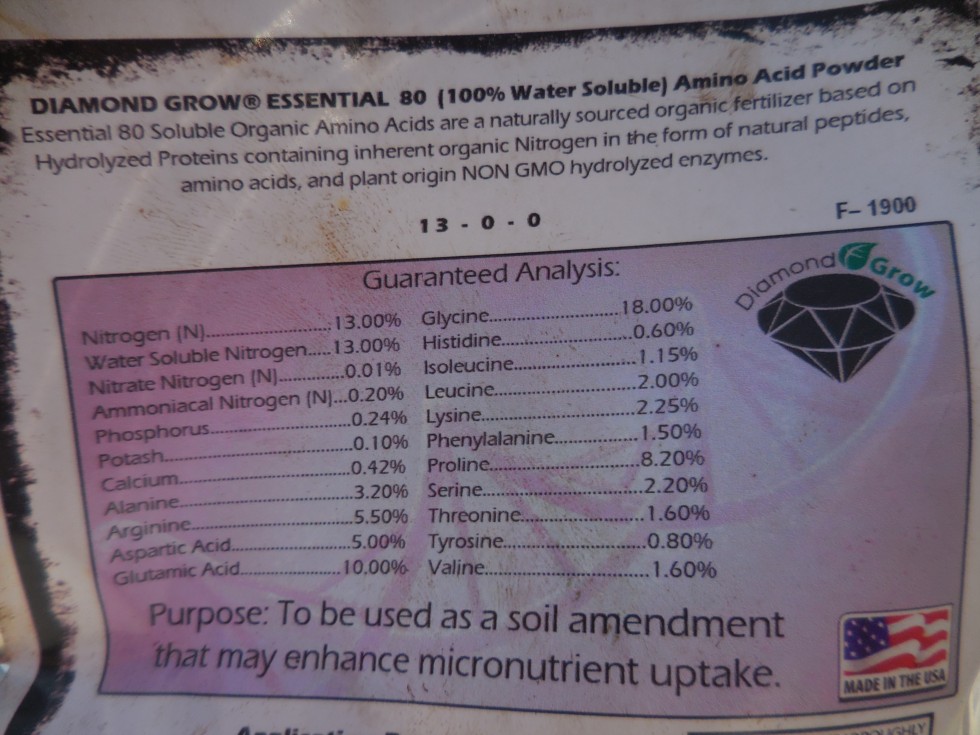 DIAMOND GROW® ESSENTIAL 80 (100% Water Soluble) Amino Acid Powder
Essential 80 Soluble Organic Amino Acids are a naturally sourced organic fertilizer based on
Hydrolyzed Proteins containing inherent organic Nitrogen in the form of natural peptides,
amino acids, and plant origin NON GMO hydrolyzed enzymes.
13 - 0 - 0
F– 1900
Guaranteed Analysis:
Diamond Grow
Nitrogen (N)..............................13.00%
Water Soluble Nitrogen.....13.00%
Nitrate Nitrogen (N)..............0.01%
Ammoniacal Nitrogen (N)...0.20%
Phosphorus..............................0.24%
Potash........................................0.10%
Calcium......................................0.42%
Alanine.....................................3.20%
Arginine....................................5.50%
Aspartic Acid..........................5.00%
Glutamic Acid......................10.00%
Glycine............................18.00%
Histidine.............................0.60%
Isoleucine...........................1.15%
Leucine...............................2.00%
Lysine..................................2.25%
Phenylalanine..................1.50%
Proline.................................8.20%
Serine...................................2.20%
Threonine..........................1.60%
Tyrosine..............................0.80%
Valine....................................1.60%
Purpose: To be used as a soil amendment
that may enhance micronutrient uptake.
MADE IN THE USA